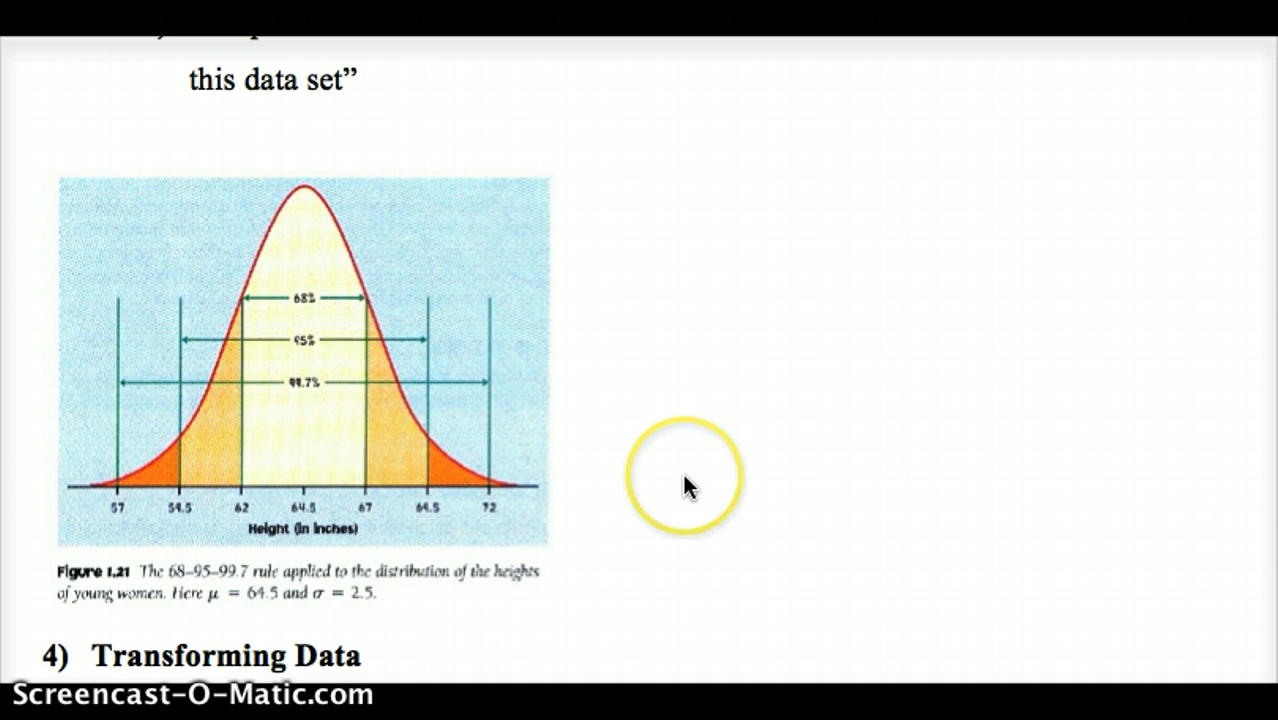 this data set”
68%
95%
99.7%
57 59.5 62 64.5 67 69.5 72
Height (in inches)
Figure 1.21 The 68–95–99.7 rule applied to the distribution of the heights
of young women. Here μ = 64.5 and σ = 2.5.
4) Transforming Data
Screencast-O-Matic.com